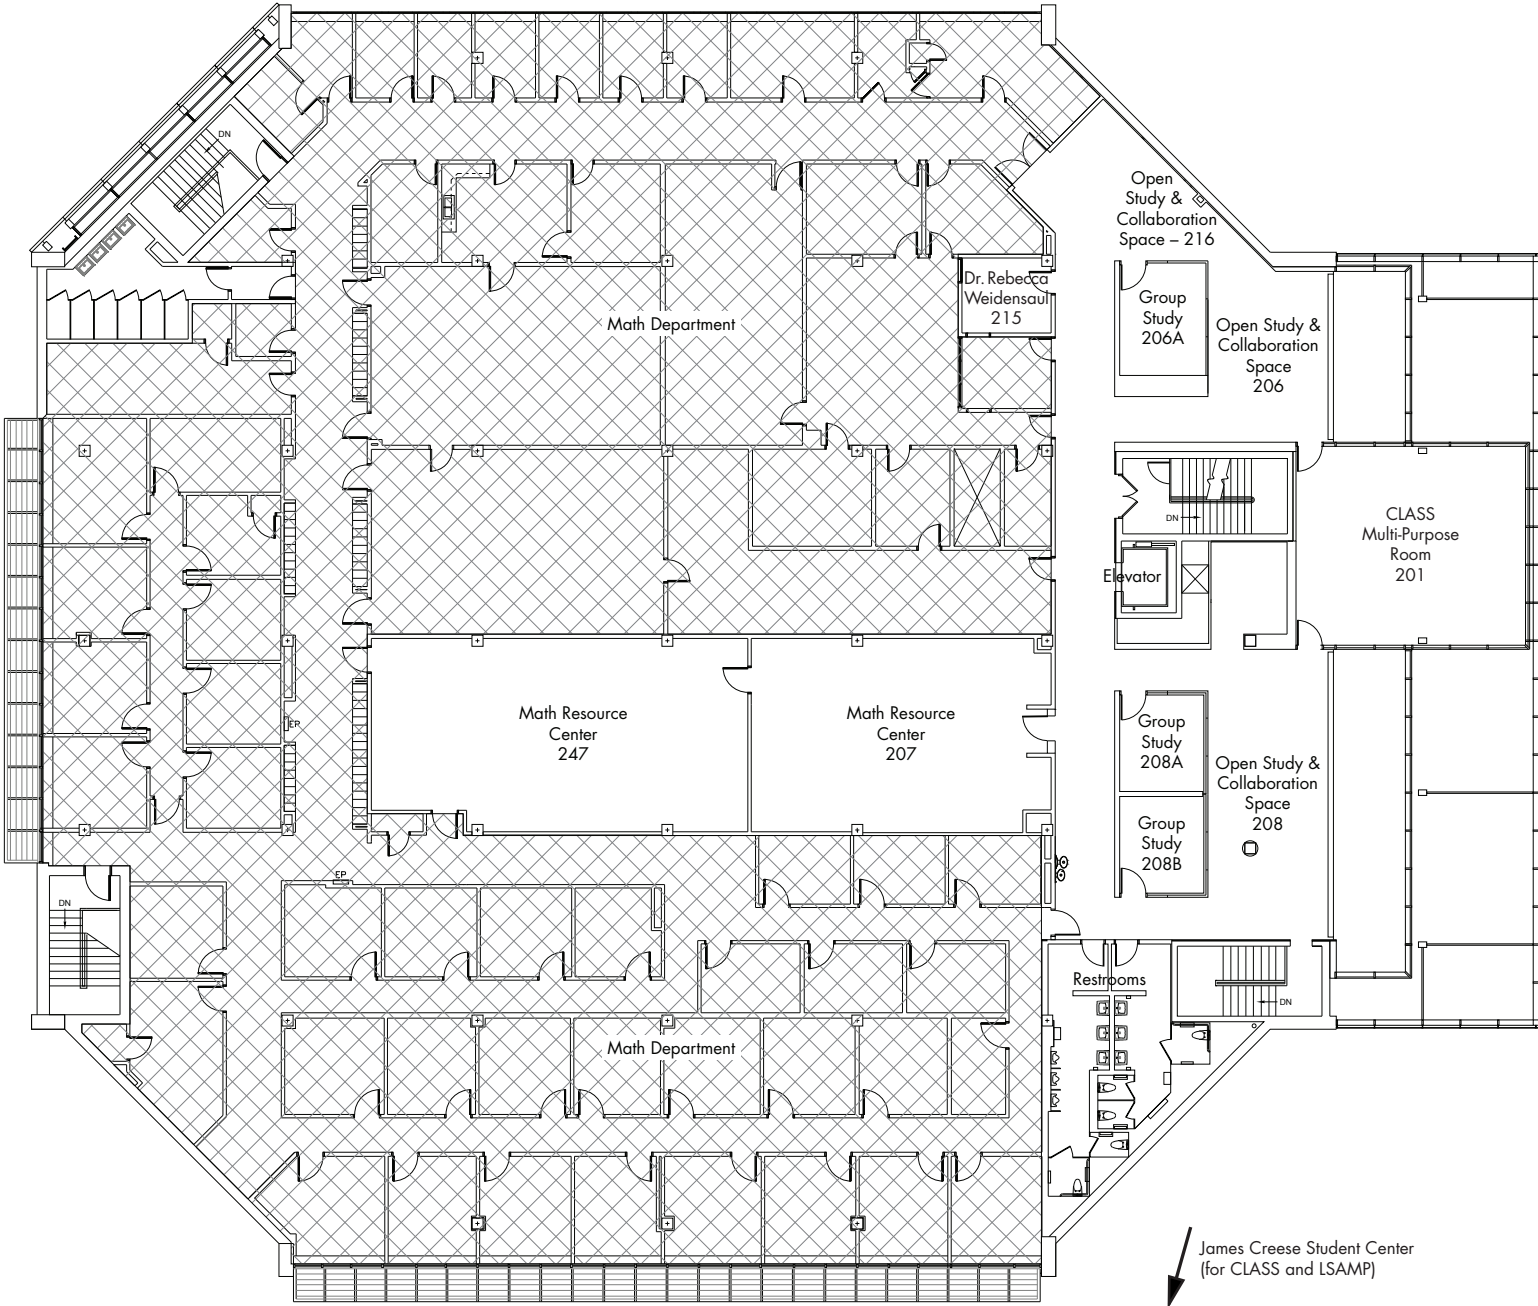 DN
Open
Study &
Collaboration
Space – 216
Dr. Rebecca
Weidensaul
215
Group
Study
206A
Open Study &
Collaboration
Space
206
Math Department
DN
CLASS
Multi-Purpose
Room
201
Elevator
Math Resource
Center
247
Math Resource
Center
207
EP
Group
Study
208A
Open Study &
Collaboration
Space
208
Group
Study
208B
EP
DN
Restrooms
DN
Math Department
James Creese Student Center
(for CLASS and LSAMP)